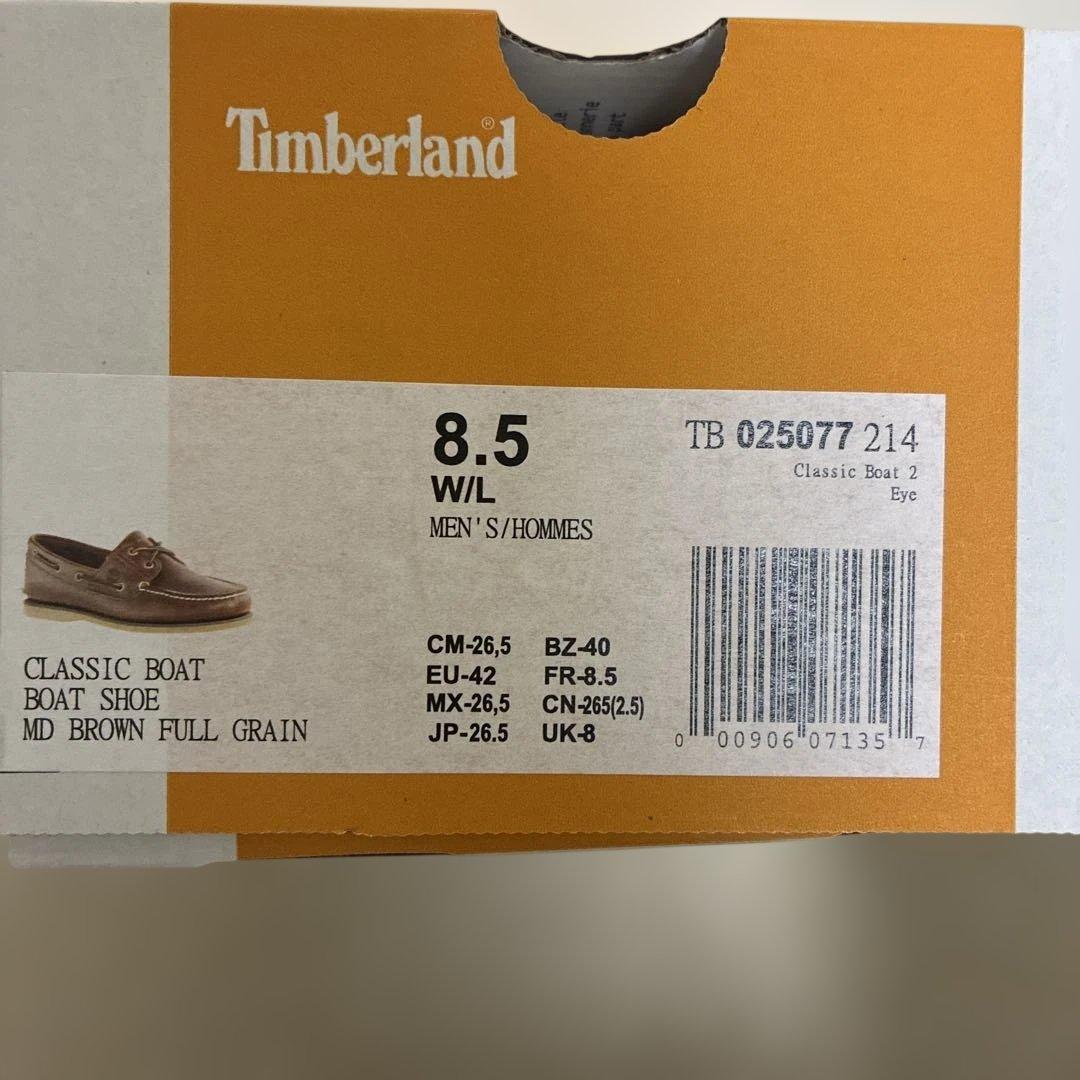 Timberland®
8.5
W/L
MEN'S/HOMMES
TB 025077 214
Classic Boat 2
Eye
CLASSIC BOAT
BOAT SHOE
MD BROWN FULL GRAIN
CM-26,5 BZ-40
EU-42 FR-8.5
MX-26,5 CN-265(2.5)
JP-26.5 UK-8
0 00906 07135 7